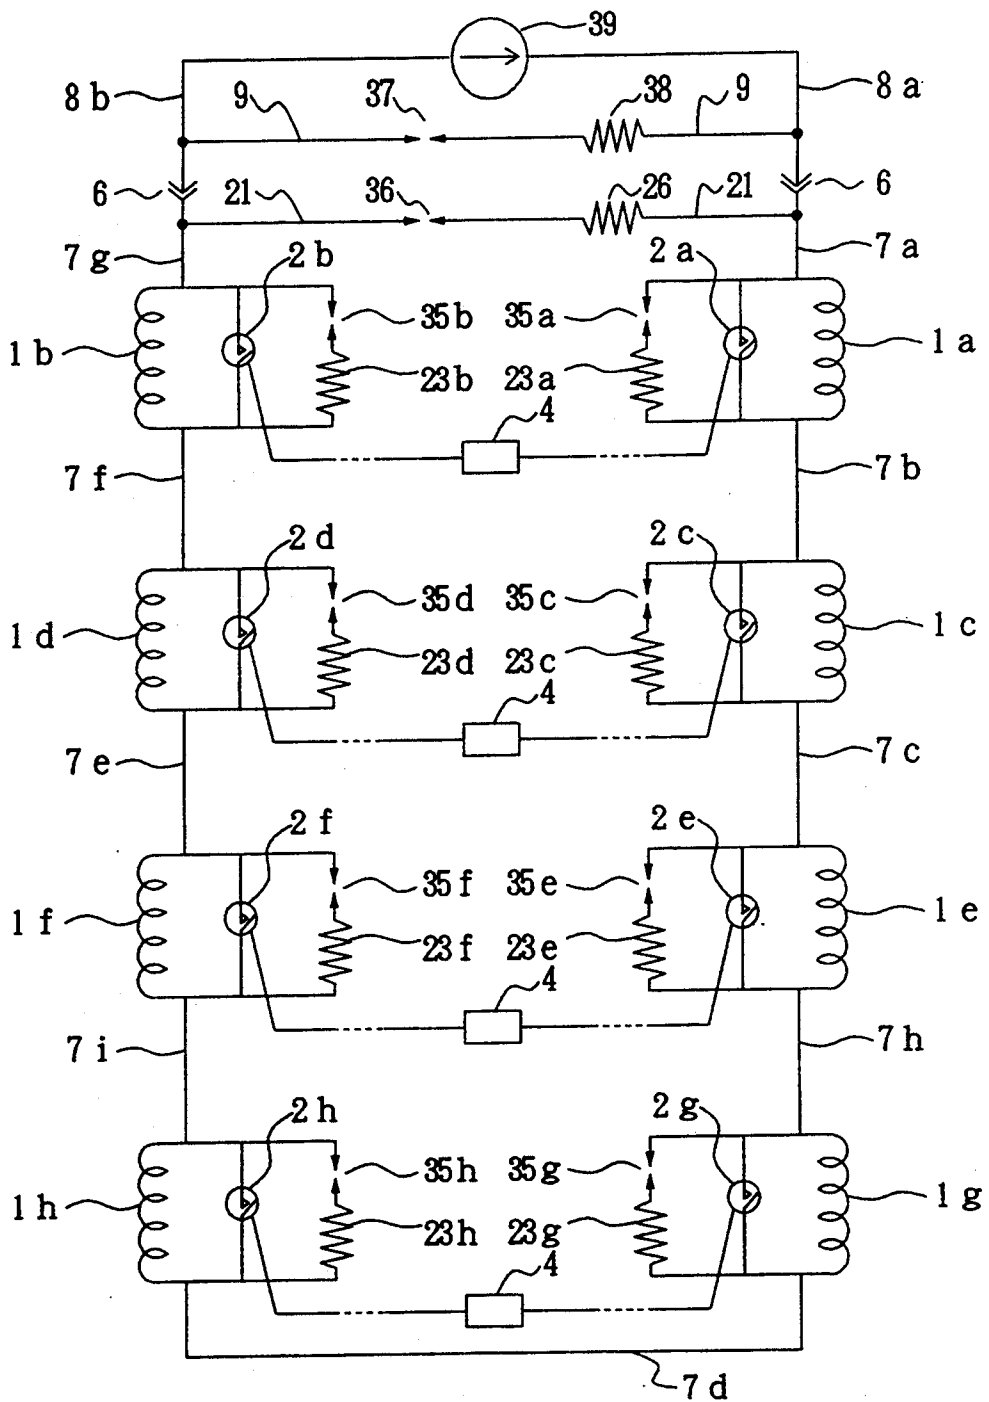 39
8b 9 37 38 9 8a
6 21 36 26 21 6
7g 2b 2a 7a
1b 35b 35a 1a
23b 23a
4
7f 7b
2d 2c
1d 35d 35c 1c
23d 23c
4
7e 7c
2f 2e
1f 35f 35e 1e
23f 23e
4
7i 7h
2h 2g
1h 35h 35g 1g
23h 23g
4
7d